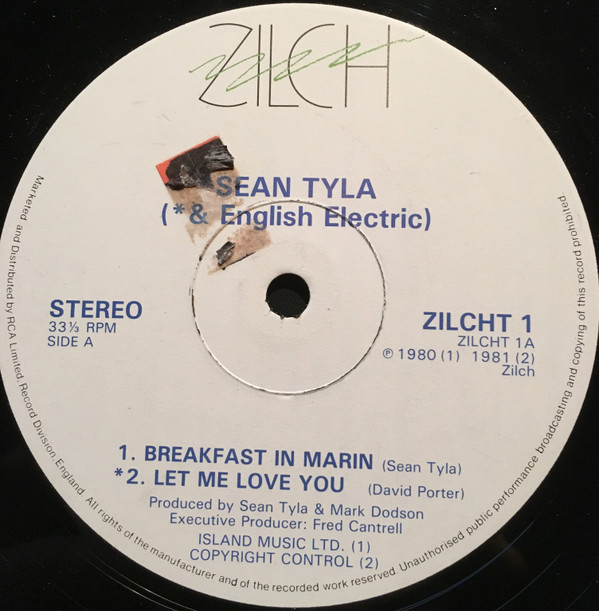 ZILCH
SEAN TYLA
(*& English Electric)
STEREO
33⅓ RPM
SIDE A
ZILCHT 1
ZILCHT 1A
℗ 1980 (1) 1981 (2)
Zilch
1. BREAKFAST IN MARIN (Sean Tyla)
*2. LET ME LOVE YOU (David Porter)
Produced by Sean Tyla & Mark Dodson
Executive Producer: Fred Cantrell
ISLAND MUSIC LTD. (1)
COPYRIGHT CONTROL (2)
Marketed and Distributed by RCA Limited, Record Division, England. All rights of the manufacturer and of the recorded work reserved. Unauthorised public performance broadcasting and copying of this record prohibited.